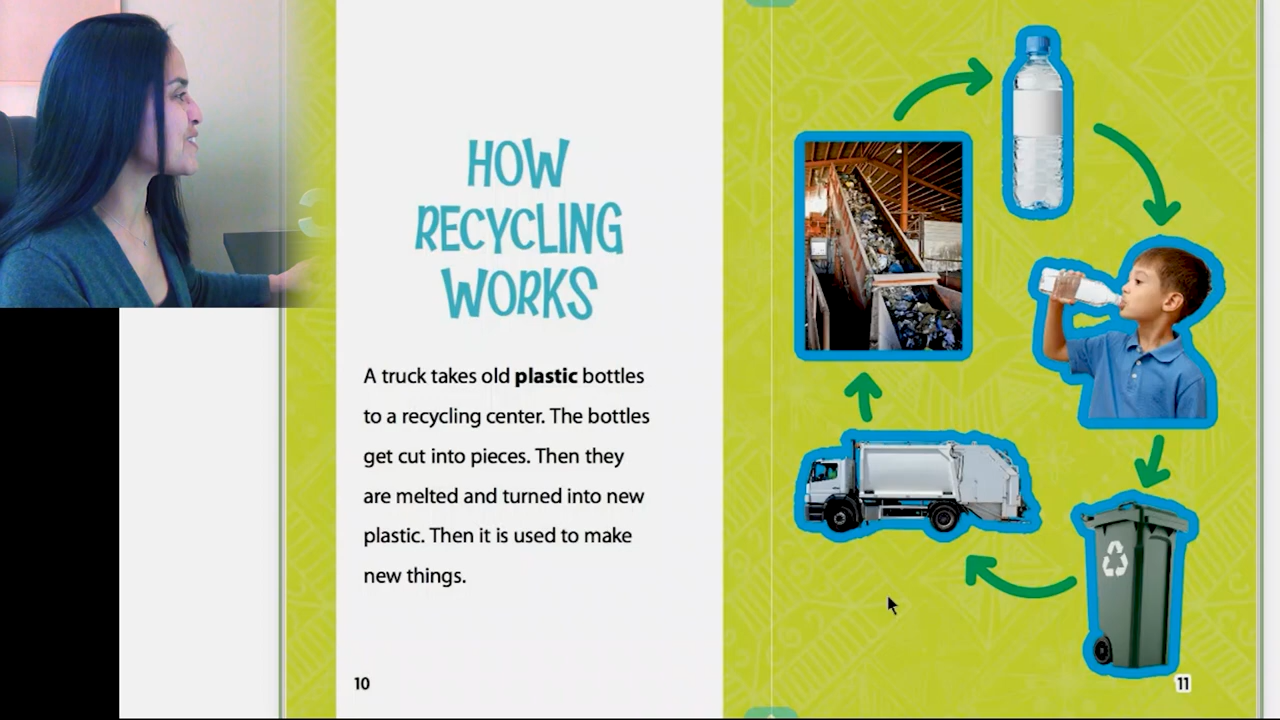 HOW
RECYCLING
WORKS
A truck takes old plastic bottles
to a recycling center. The bottles
get cut into pieces. Then they
are melted and turned into new
plastic. Then it is used to make
new things.
10
11